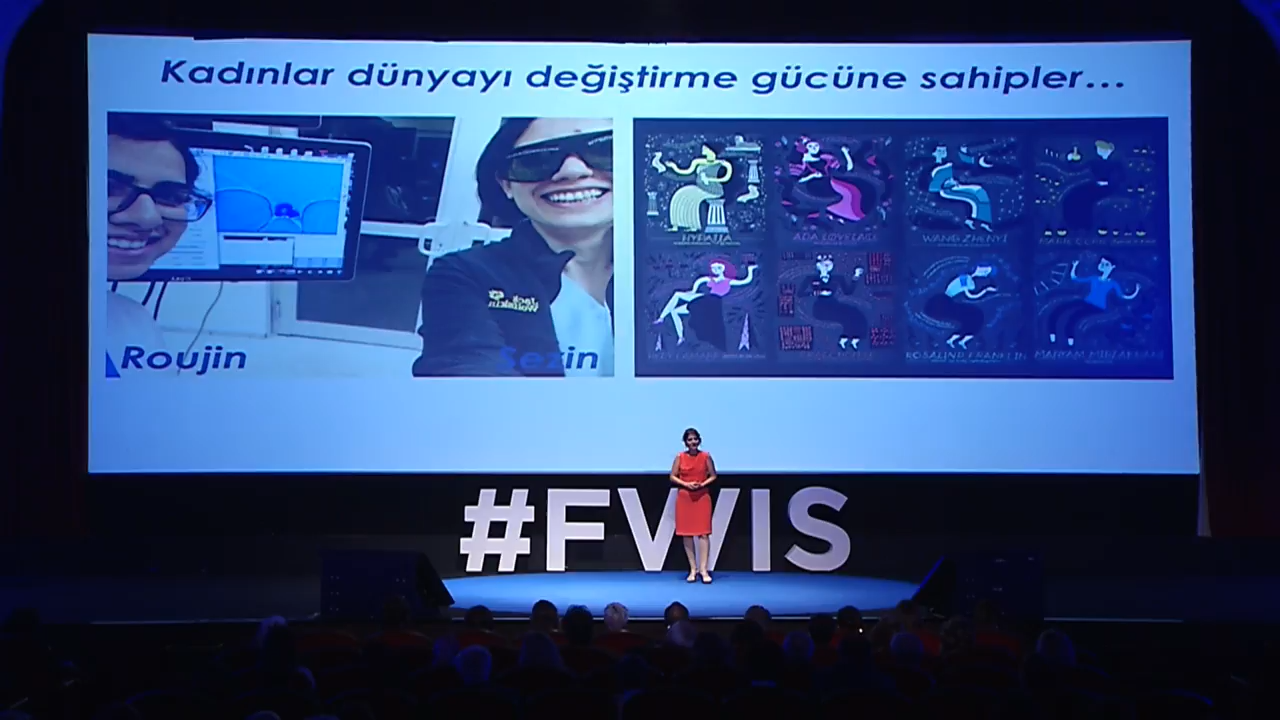 Kadınlar dünyayı değiştirme gücüne sahipler...
HYPATIA
ADA LOVELACE
WANG ZHENYI
ROSALIND FRANKLIN
MARYAM MIRZAKHANI
Roujin
Sezin
#FWIS